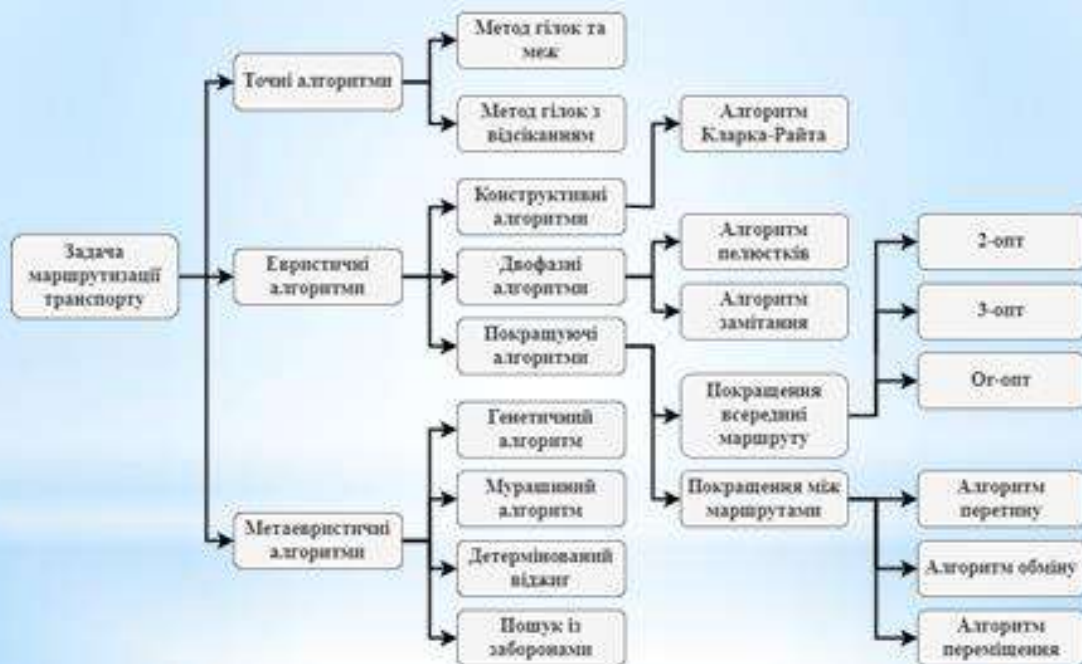 Задача
маршрутизації
транспорту
Точні алгоритми
Метод гілок та
меж
Метод гілок з
відсіканням
Евристичні
алгоритми
Конструктивні
алгоритми
Алгоритм
Кларка-Райта
Двофазні
алгоритми
Алгоритм
пелюстків
Алгоритм
замітання
Покращуючі
алгоритми
Покращення
всередині
маршруту
2-опт
3-опт
Or-опт
Покращення між
маршрутами
Алгоритм
перетину
Алгоритм обміну
Алгоритм
переміщення
Метаевристичні
алгоритми
Генетичний
алгоритм
Мурашиний
алгоритм
Детермінований
віджиг
Пошук із
заборонами